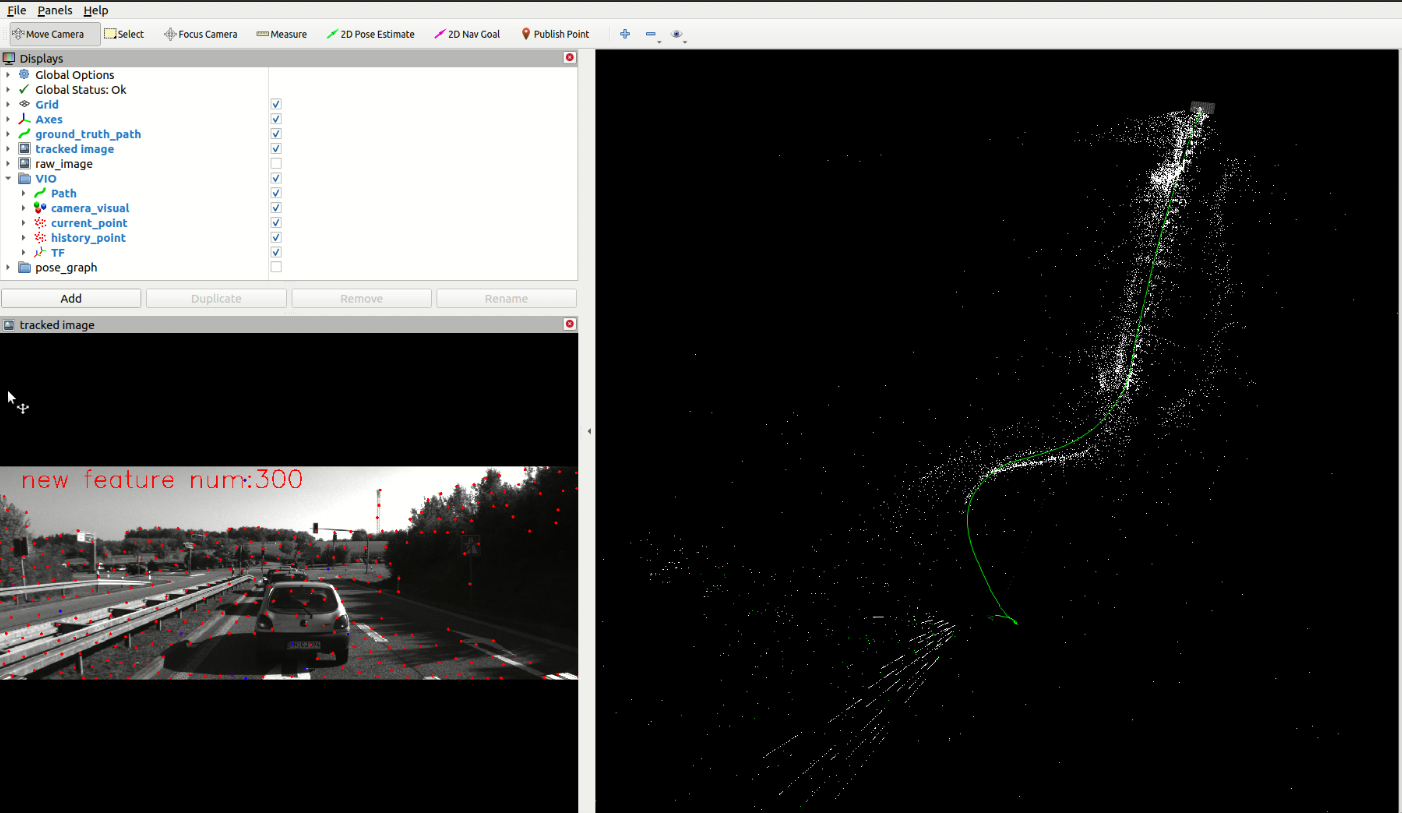 File Panels Help
Move Camera Select Focus Camera Measure 2D Pose Estimate 2D Nav Goal Publish Point
Displays
Global Options
Global Status: Ok
Grid
Axes
ground_truth_path
tracked image
raw_image
VIO
Path
camera_visual
current_point
history_point
TF
pose_graph
Add Duplicate Remove Rename
tracked image
new feature num:300